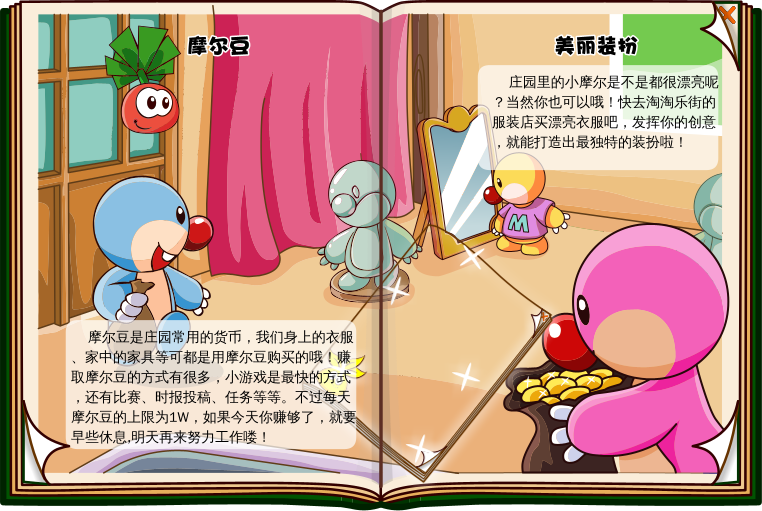 摩尔豆
摩尔豆是庄园常用的货币，我们身上的衣服
、家中的家具等可都是用摩尔豆购买的哦！赚
取摩尔豆的方式有很多，小游戏是最快的方式
，还有比赛、时报投稿、任务等等。不过每天
摩尔豆的上限为1W，如果今天你赚够了，就要
早些休息,明天再来努力工作喽！
美丽装扮
庄园里的小摩尔是不是都很漂亮呢
？当然你也可以哦！快去淘淘乐街的
服装店买漂亮衣服吧，发挥你的创意
，就能打造出最独特的装扮啦！
M